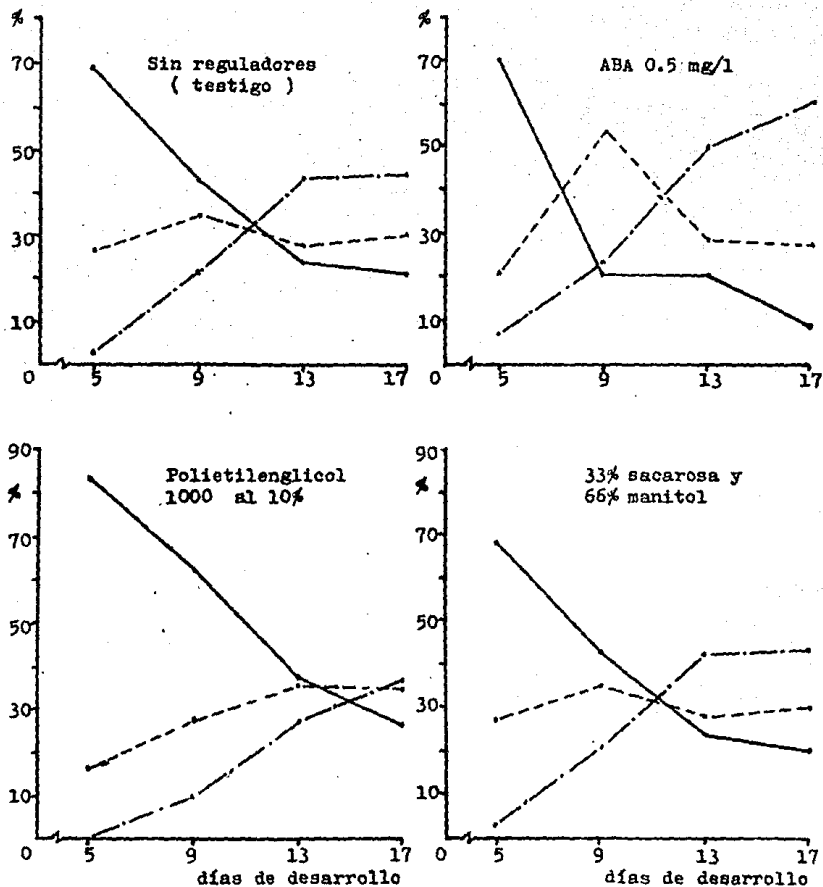 %
70
50
30
10
0
5 9 13 17
Sin reguladores
( testigo )
%
70
50
30
10
0
5 9 13 17
ABA 0.5 mg/l
90
%
70
50
30
10
0
5 9 13 17
días de desarrollo
Polietilenglicol
1000 al 10%
90
%
70
50
30
10
0
5 9 13 17
días de desarrollo
33% sacarosa y
66% manitol